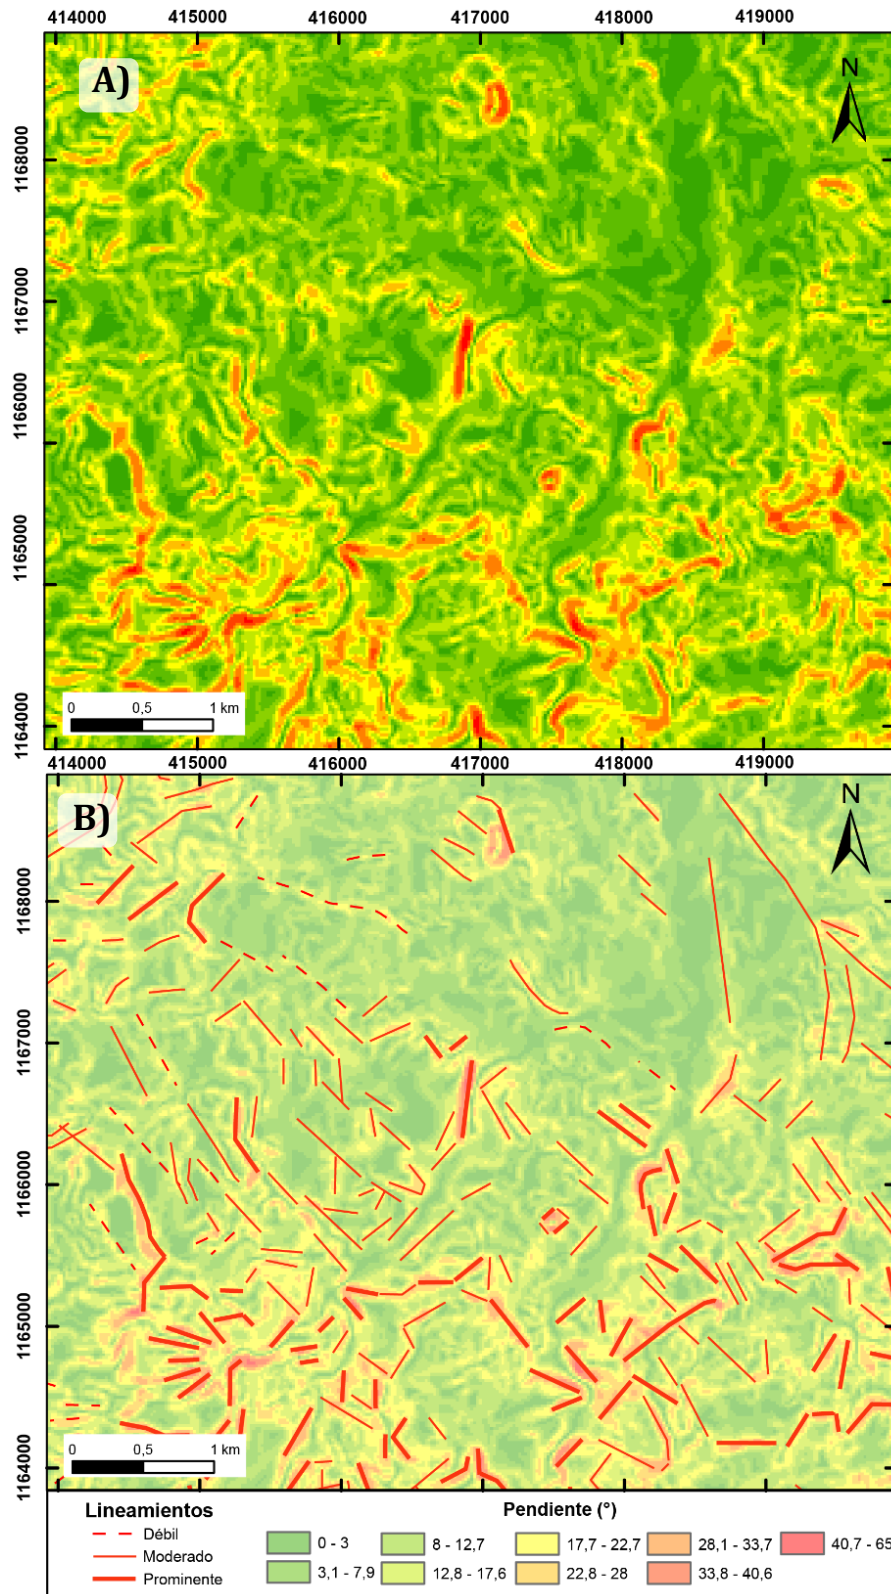 414000 415000 416000 417000 418000 419000
A)
N
1168000
1167000
1166000
1165000
1164000
0 0,5 1 km
414000 415000 416000 417000 418000 419000
B)
N
1168000
1167000
1166000
1165000
1164000
0 0,5 1 km
Lineamientos
Débil
Moderado
Prominente
Pendiente (°)
0 - 3 8 - 12,7 17,7 - 22,7 28,1 - 33,7 40,7 - 65
3,1 - 7,9 12,8 - 17,6 22,8 - 28 33,8 - 40,6